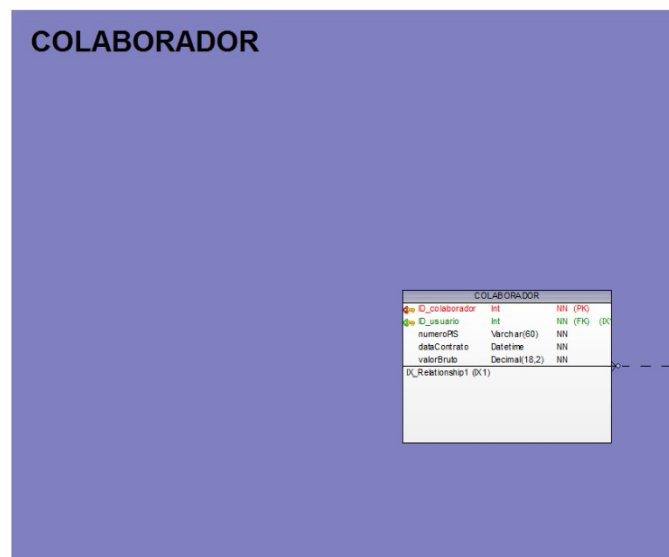 COLABORADOR
COLABORADOR
ID_colaborador Int NN (PK)
ID_usuario Int NN (FK) (IX1
numeroPIS Varchar(60) NN
dataContrato Datetime NN
valorBruto Decimal(18,2) NN
IX_Relationship1 (IX1)